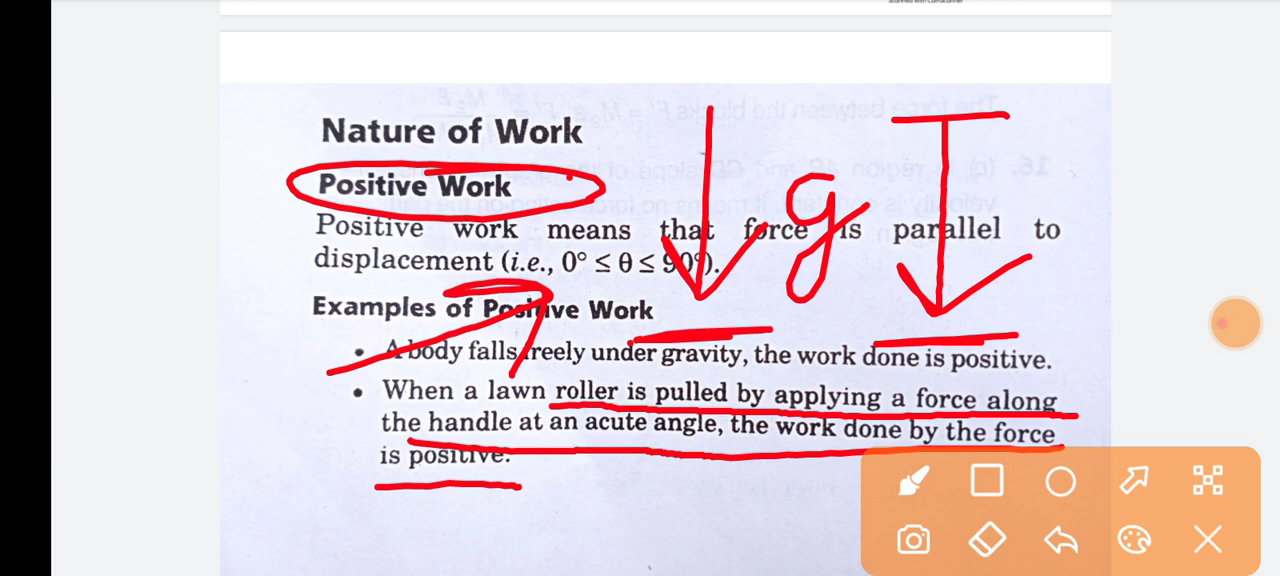 Nature of Work
Positive Work
Positive work means that force is parallel to
displacement (i.e., 0° ≤ θ ≤ 90°).
g
Examples of Positive Work
• A body falls freely under gravity, the work done is positive.
• When a lawn roller is pulled by applying a force along
the handle at an acute angle, the work done by the force
is positive.